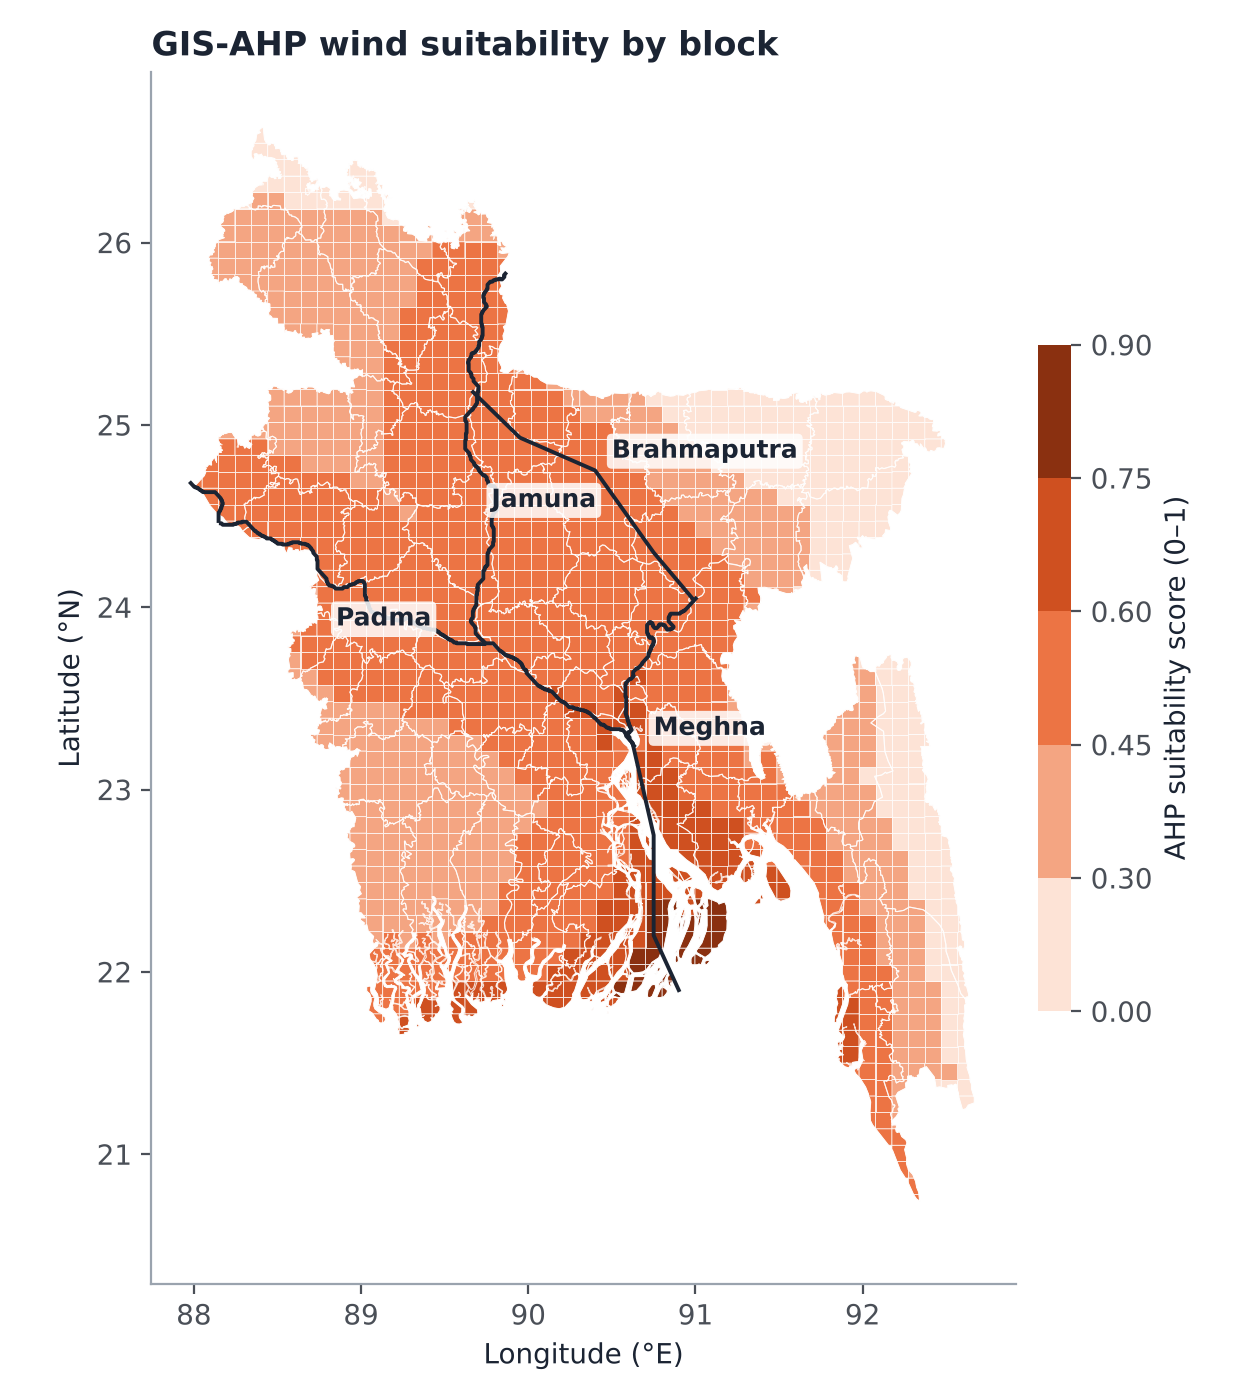 GIS-AHP wind suitability by block
26
25
24
23
22
21
Latitude (°N)
88
89
90
91
92
Longitude (°E)
Brahmaputra
Jamuna
Padma
Meghna
0.90
0.75
0.60
0.45
0.30
0.00
AHP suitability score (0–1)